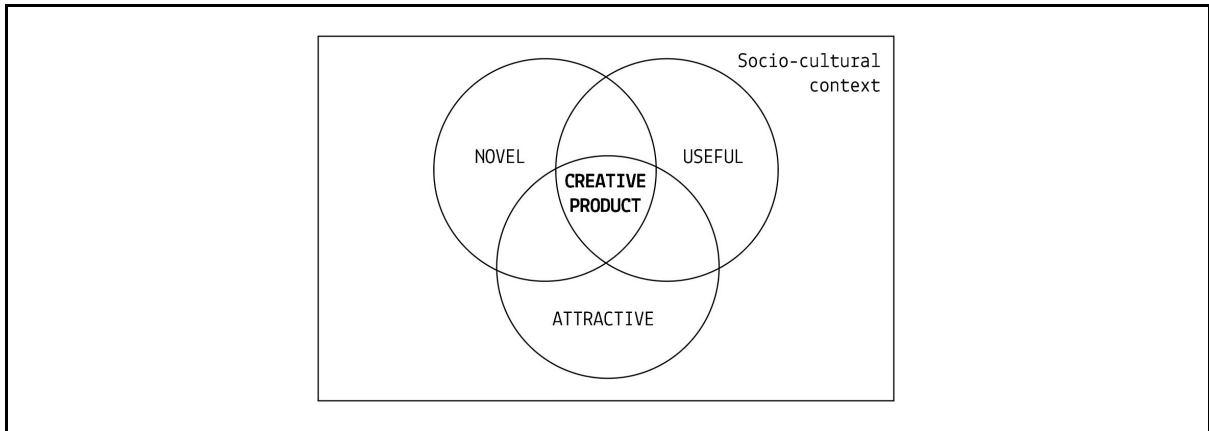 Socio-cultural
context
NOVEL
USEFUL
CREATIVE
PRODUCT
ATTRACTIVE